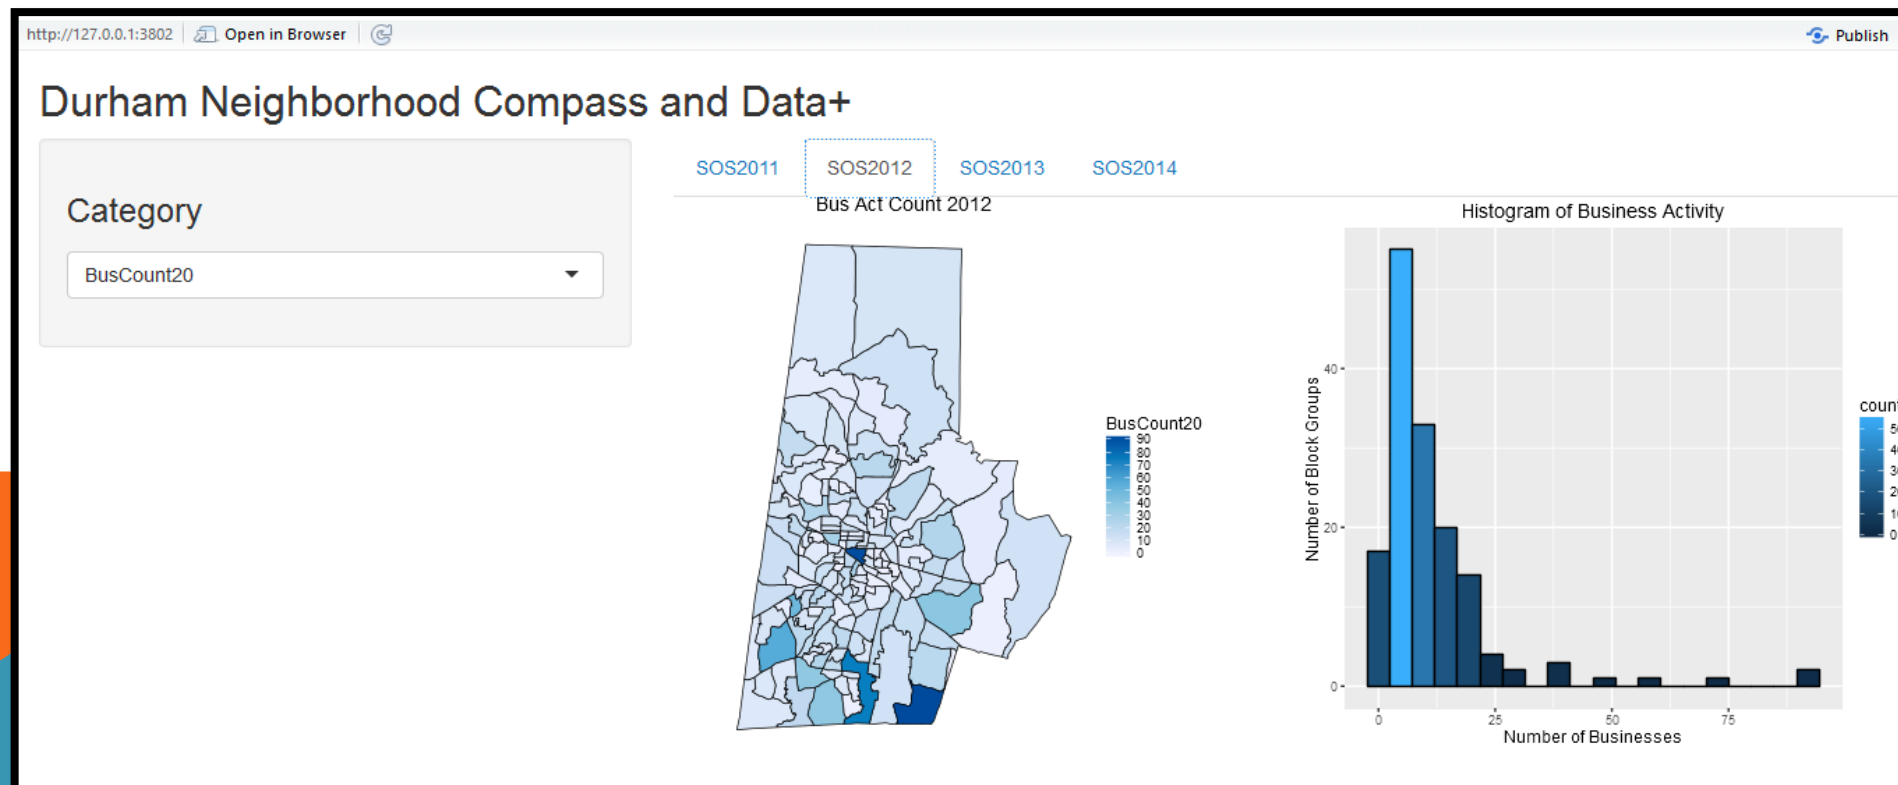 http://127.0.0.1:3802 Open in Browser Publish
Durham Neighborhood Compass and Data+
Category
BusCount20
SOS2011 SOS2012 SOS2013 SOS2014
Bus Act Count 2012
BusCount20
90
80
70
60
50
40
30
20
10
0
Histogram of Business Activity
Number of Block Groups
40
20
0
0 25 50 75
Number of Businesses
count